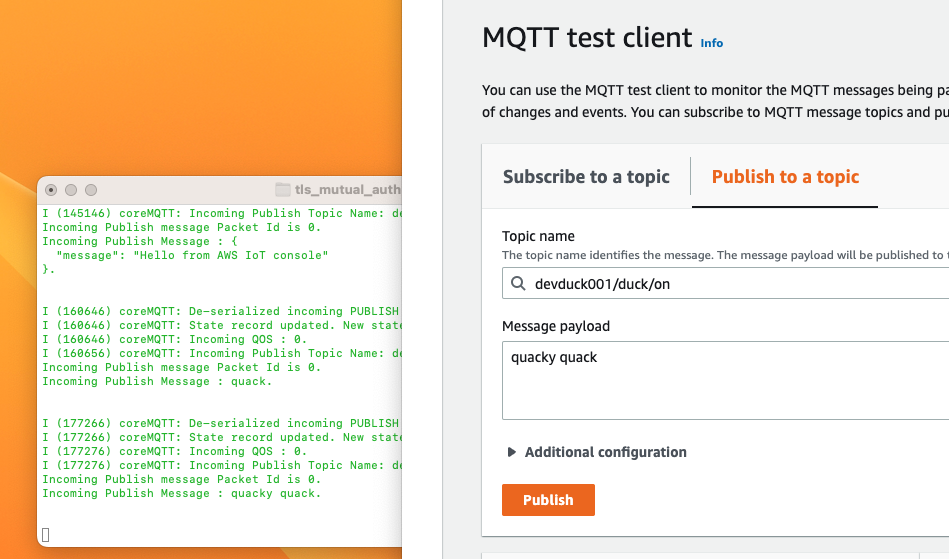 tls_mutual_auth
I (145146) coreMQTT: Incoming Publish Topic Name: de
Incoming Publish message Packet Id is 0.
Incoming Publish Message : {
"message": "Hello from AWS IoT console"
}.
I (160646) coreMQTT: De-serialized incoming PUBLISH
I (160646) coreMQTT: State record updated. New state
I (160646) coreMQTT: Incoming QOS : 0.
I (160656) coreMQTT: Incoming Publish Topic Name: de
Incoming Publish message Packet Id is 0.
Incoming Publish Message : quack.
I (177266) coreMQTT: De-serialized incoming PUBLISH
I (177266) coreMQTT: State record updated. New state
I (177276) coreMQTT: Incoming QOS : 0.
I (177276) coreMQTT: Incoming Publish Topic Name: de
Incoming Publish message Packet Id is 0.
Incoming Publish Message : quacky quack.
MQTT test client Info
You can use the MQTT test client to monitor the MQTT messages being pa
of changes and events. You can subscribe to MQTT message topics and pu
Subscribe to a topic
Publish to a topic
Topic name
The topic name identifies the message. The message payload will be published to t
devduck001/duck/on
Message payload
quacky quack
Additional configuration
Publish